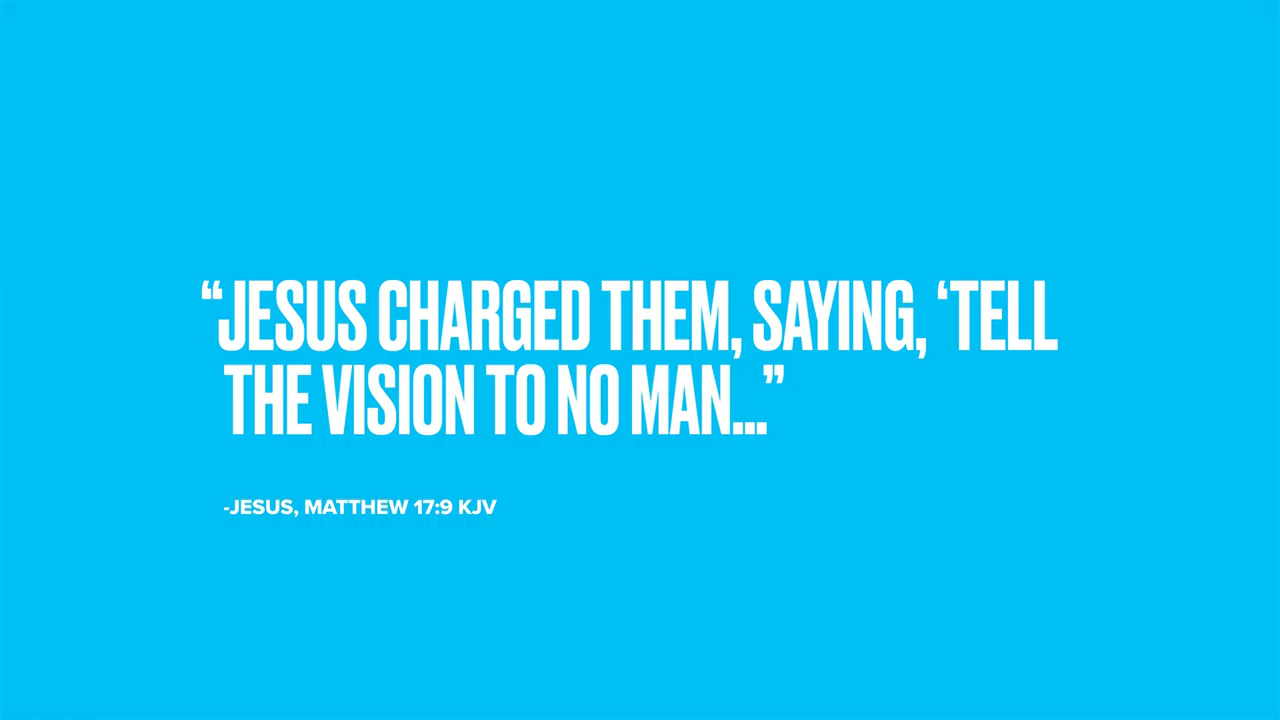 “JESUS CHARGED THEM, SAYING, ‘TELL
THE VISION TO NO MAN...”
-JESUS, MATTHEW 17:9 KJV